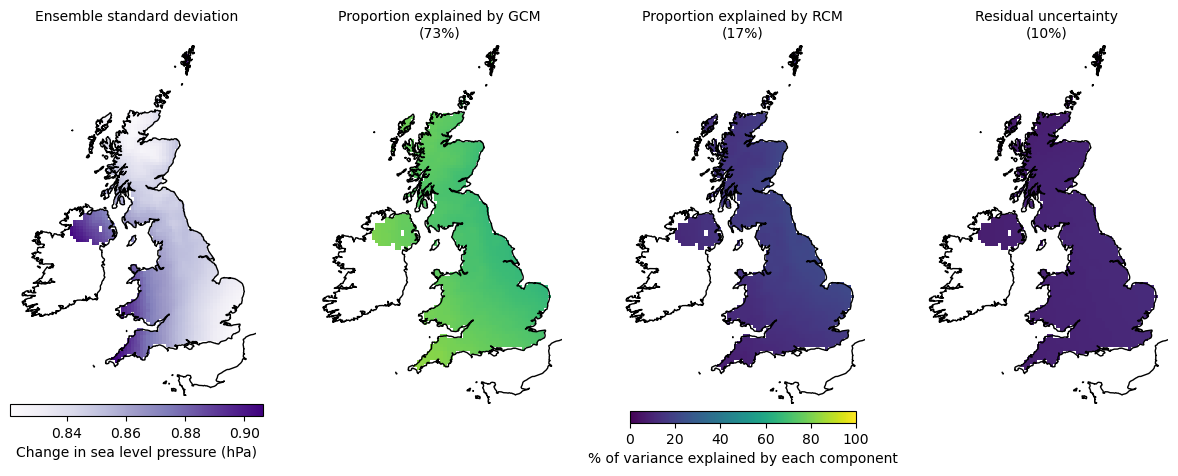 Ensemble standard deviation
Proportion explained by GCM
(73%)
Proportion explained by RCM
(17%)
Residual uncertainty
(10%)
0.84 0.86 0.88 0.90
Change in sea level pressure (hPa)
0 20 40 60 80 100
% of variance explained by each component